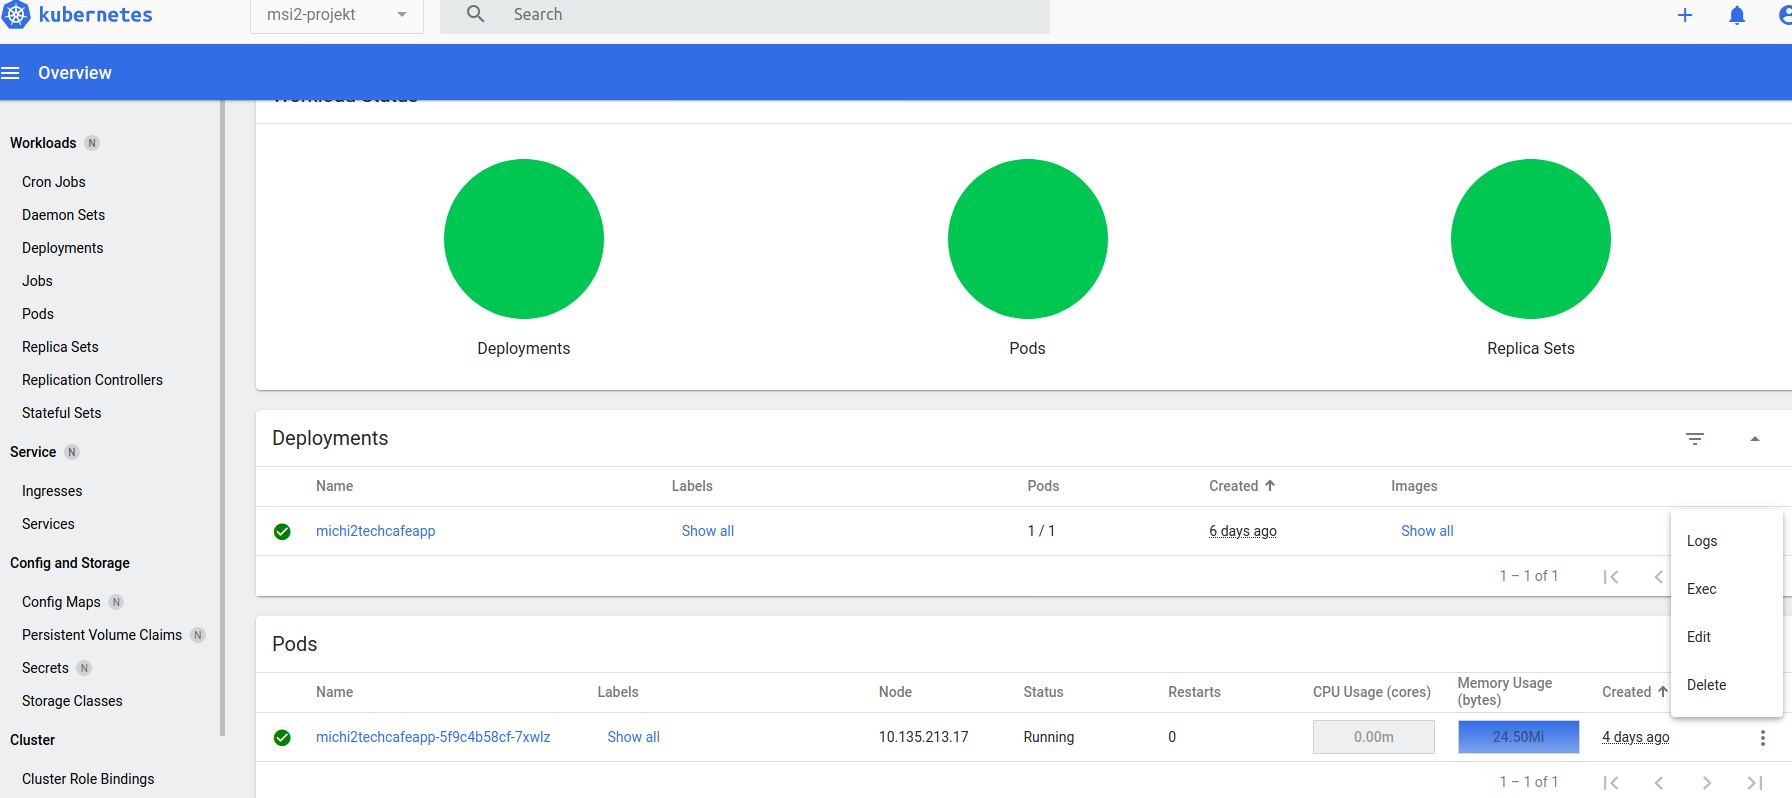 kubernetes
msi2-projekt
Search
Overview
Workload Status
Workloads N
Cron Jobs
Daemon Sets
Deployments
Jobs
Pods
Replica Sets
Replication Controllers
Stateful Sets
Service N
Ingresses
Services
Config and Storage
Config Maps N
Persistent Volume Claims N
Secrets N
Storage Classes
Cluster
Cluster Role Bindings
Deployments Pods Replica Sets
Deployments
Name Labels Pods Created Images
michi2techcafeapp Show all 1 / 1 6 days ago Show all
1 – 1 of 1
Logs
Exec
Edit
Delete
Pods
Name Labels Node Status Restarts CPU Usage (cores) Memory Usage (bytes) Created
michi2techcafeapp-5f9c4b58cf-7xwlz Show all 10.135.213.17 Running 0 0.00m 24.50Mi 4 days ago
1 – 1 of 1